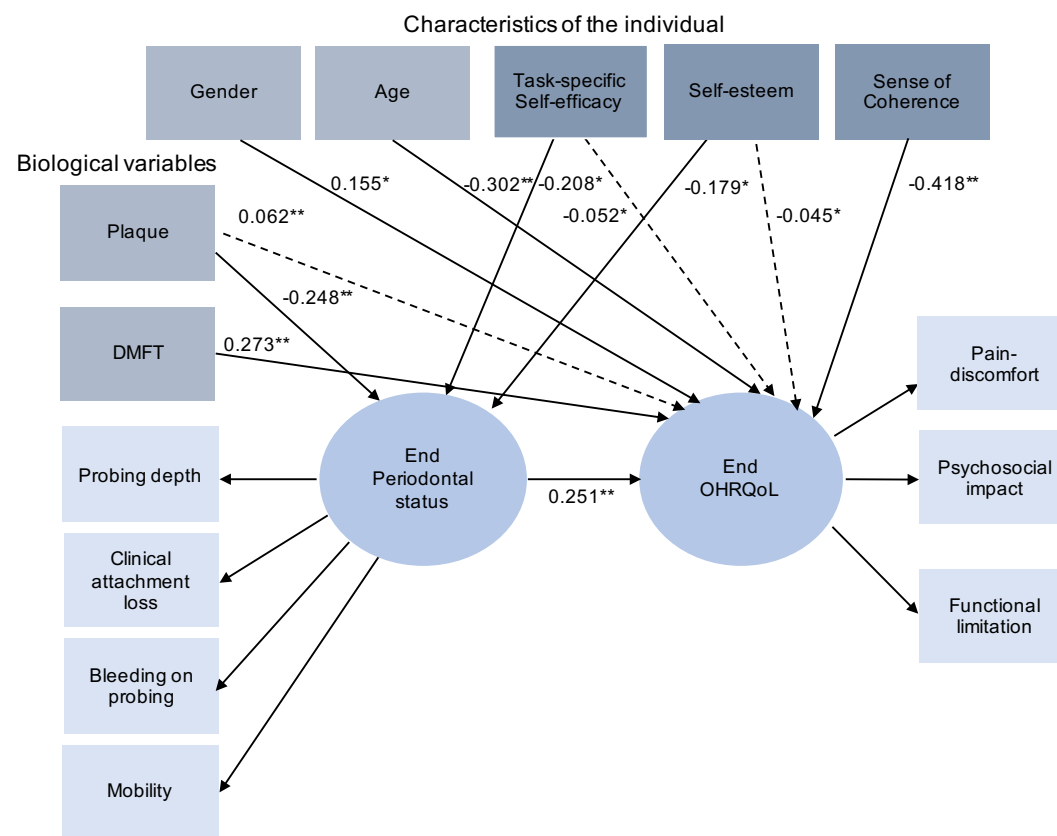 Characteristics of the individual
Gender
Age
Task-specific
Self-efficacy
Self-esteem
Sense of
Coherence
Biological variables
Plaque
DMFT
0.155*
-0.302**
-0.208*
-0.179*
-0.418**
0.062**
-0.052*
-0.045*
-0.248**
0.273**
End
Periodontal
status
0.251**
End
OHRQoL
Probing depth
Clinical
attachment
loss
Bleeding on
probing
Mobility
Pain-
discomfort
Psychosocial
impact
Functional
limitation